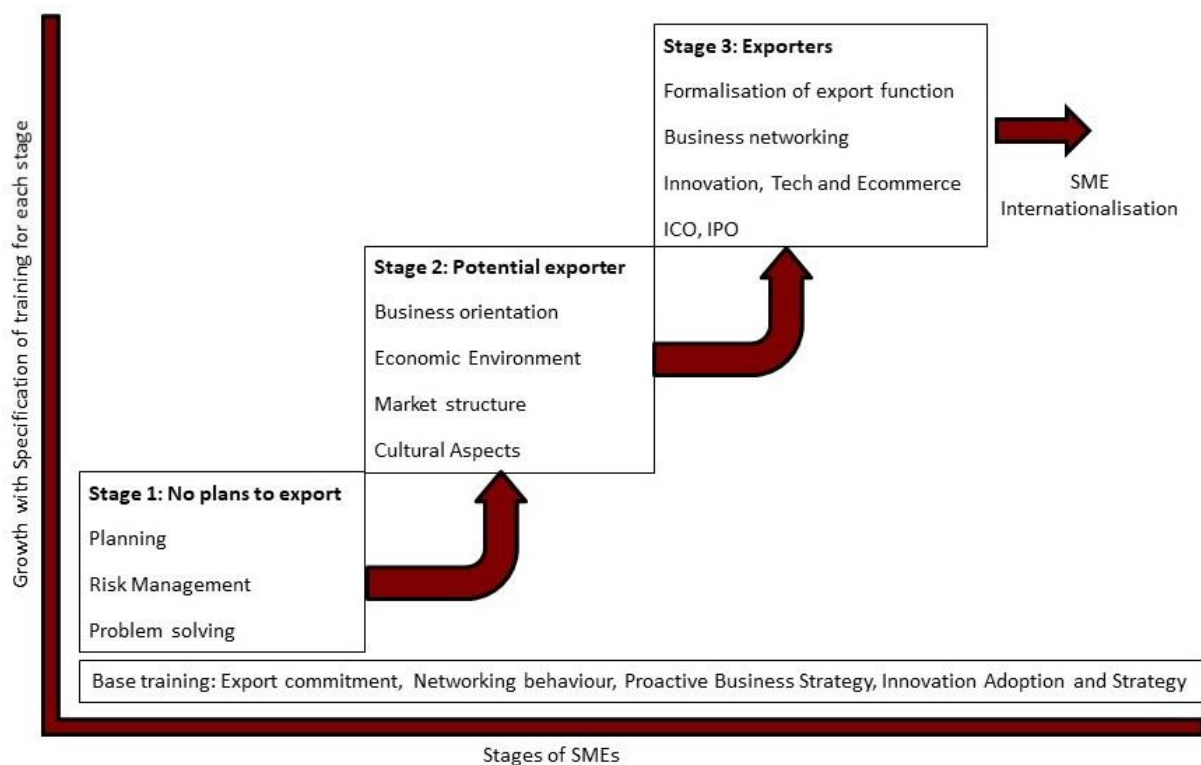 Growth with Specification of training for each stage
Stage 3: Exporters
Formalisation of export function
Business networking
Innovation, Tech and Ecommerce
ICO, IPO
SME
Internationalisation
Stage 2: Potential exporter
Business orientation
Economic Environment
Market structure
Cultural Aspects
Stage 1: No plans to export
Planning
Risk Management
Problem solving
Base training: Export commitment, Networking behaviour, Proactive Business Strategy, Innovation Adoption and Strategy
Stages of SMEs